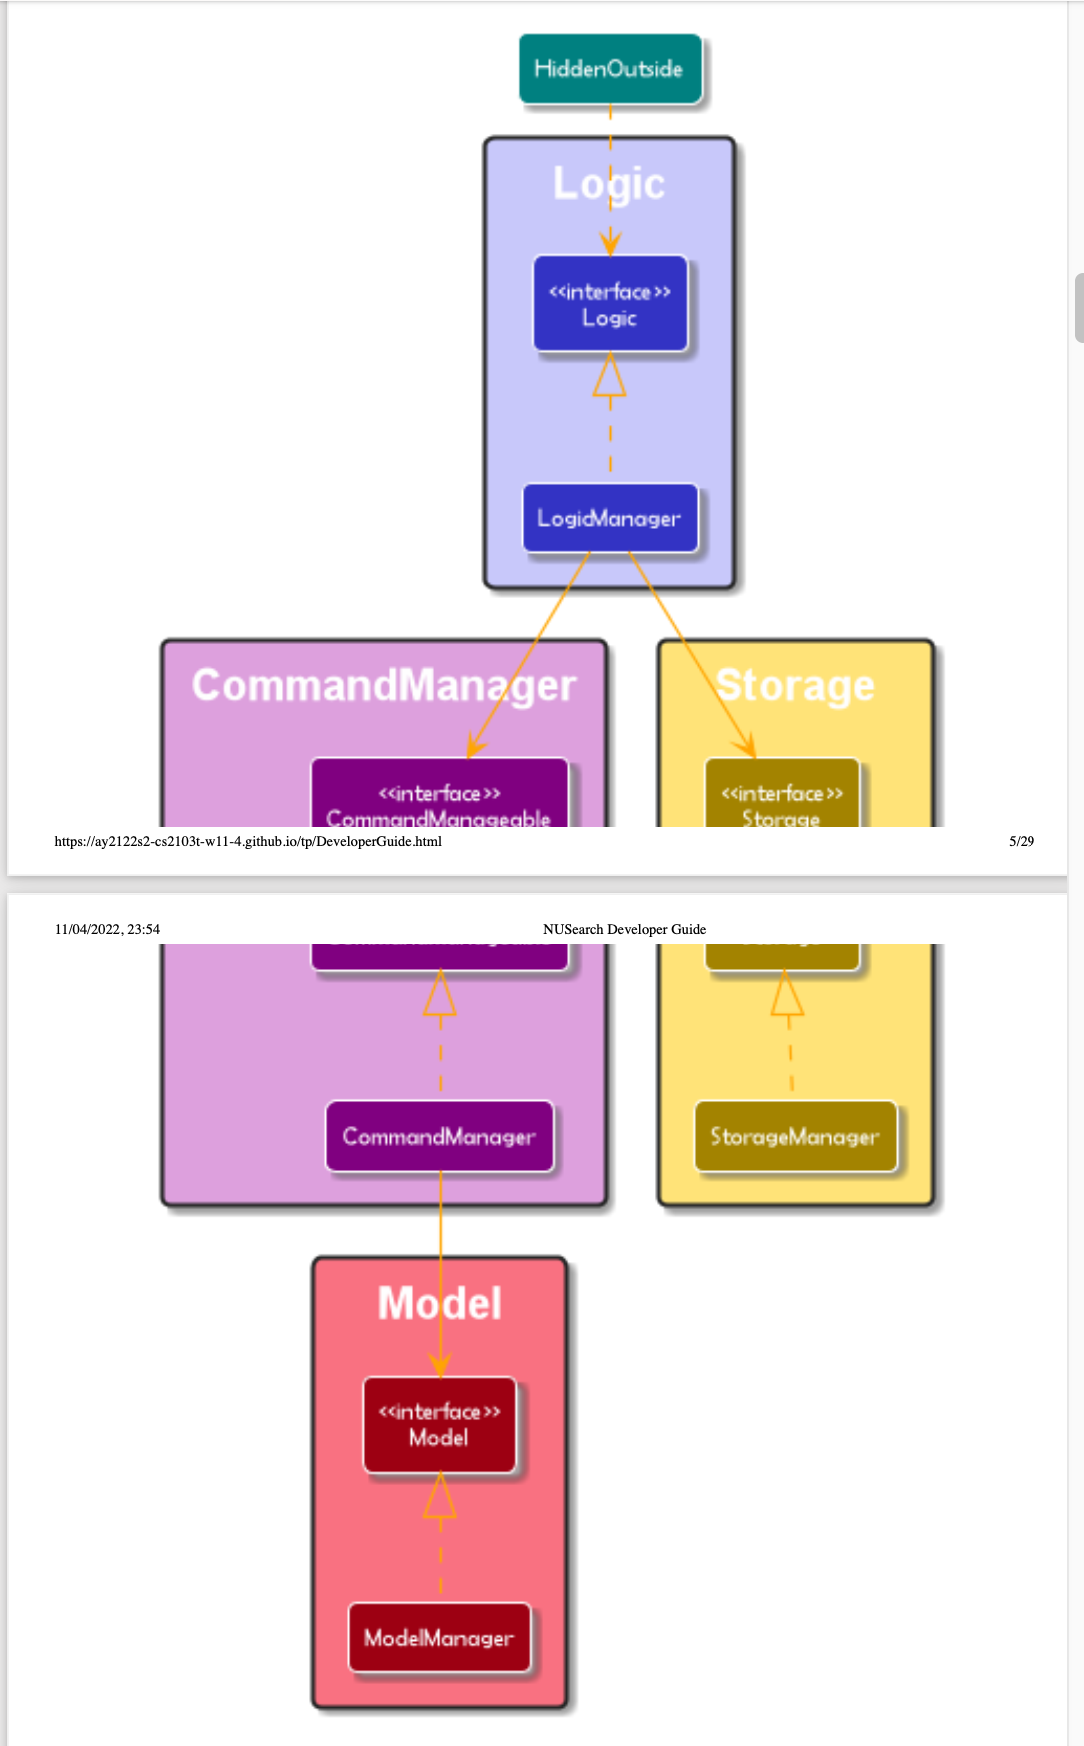 HiddenOutside
Logic
<<interface>>
Logic
LogicManager
CommandManager
Storage
<<interface>>
CommandManageable
<<interface>>
Storage
https://ay2122s2-cs2103t-w11-4.github.io/tp/DeveloperGuide.html
5/29
11/04/2022, 23:54
NUSearch Developer Guide
CommandManager
StorageManager
Model
<<interface>>
Model
ModelManager